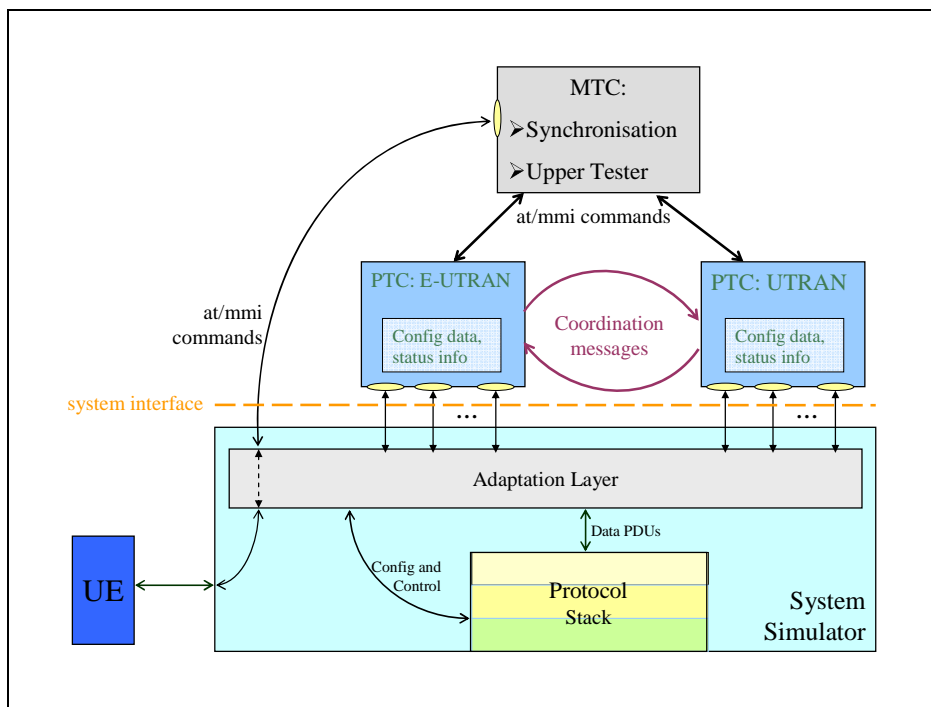 MTC:
➢Synchronisation
➢Upper Tester
at/mmi commands
PTC: E-UTRAN
PTC: UTRAN
at/mmi
commands
Config data,
status info
Coordination
messages
Config data,
status info
system interface
...
...
Adaptation Layer
Data PDUs
Config and
Control
UE
Protocol
Stack
System
Simulator